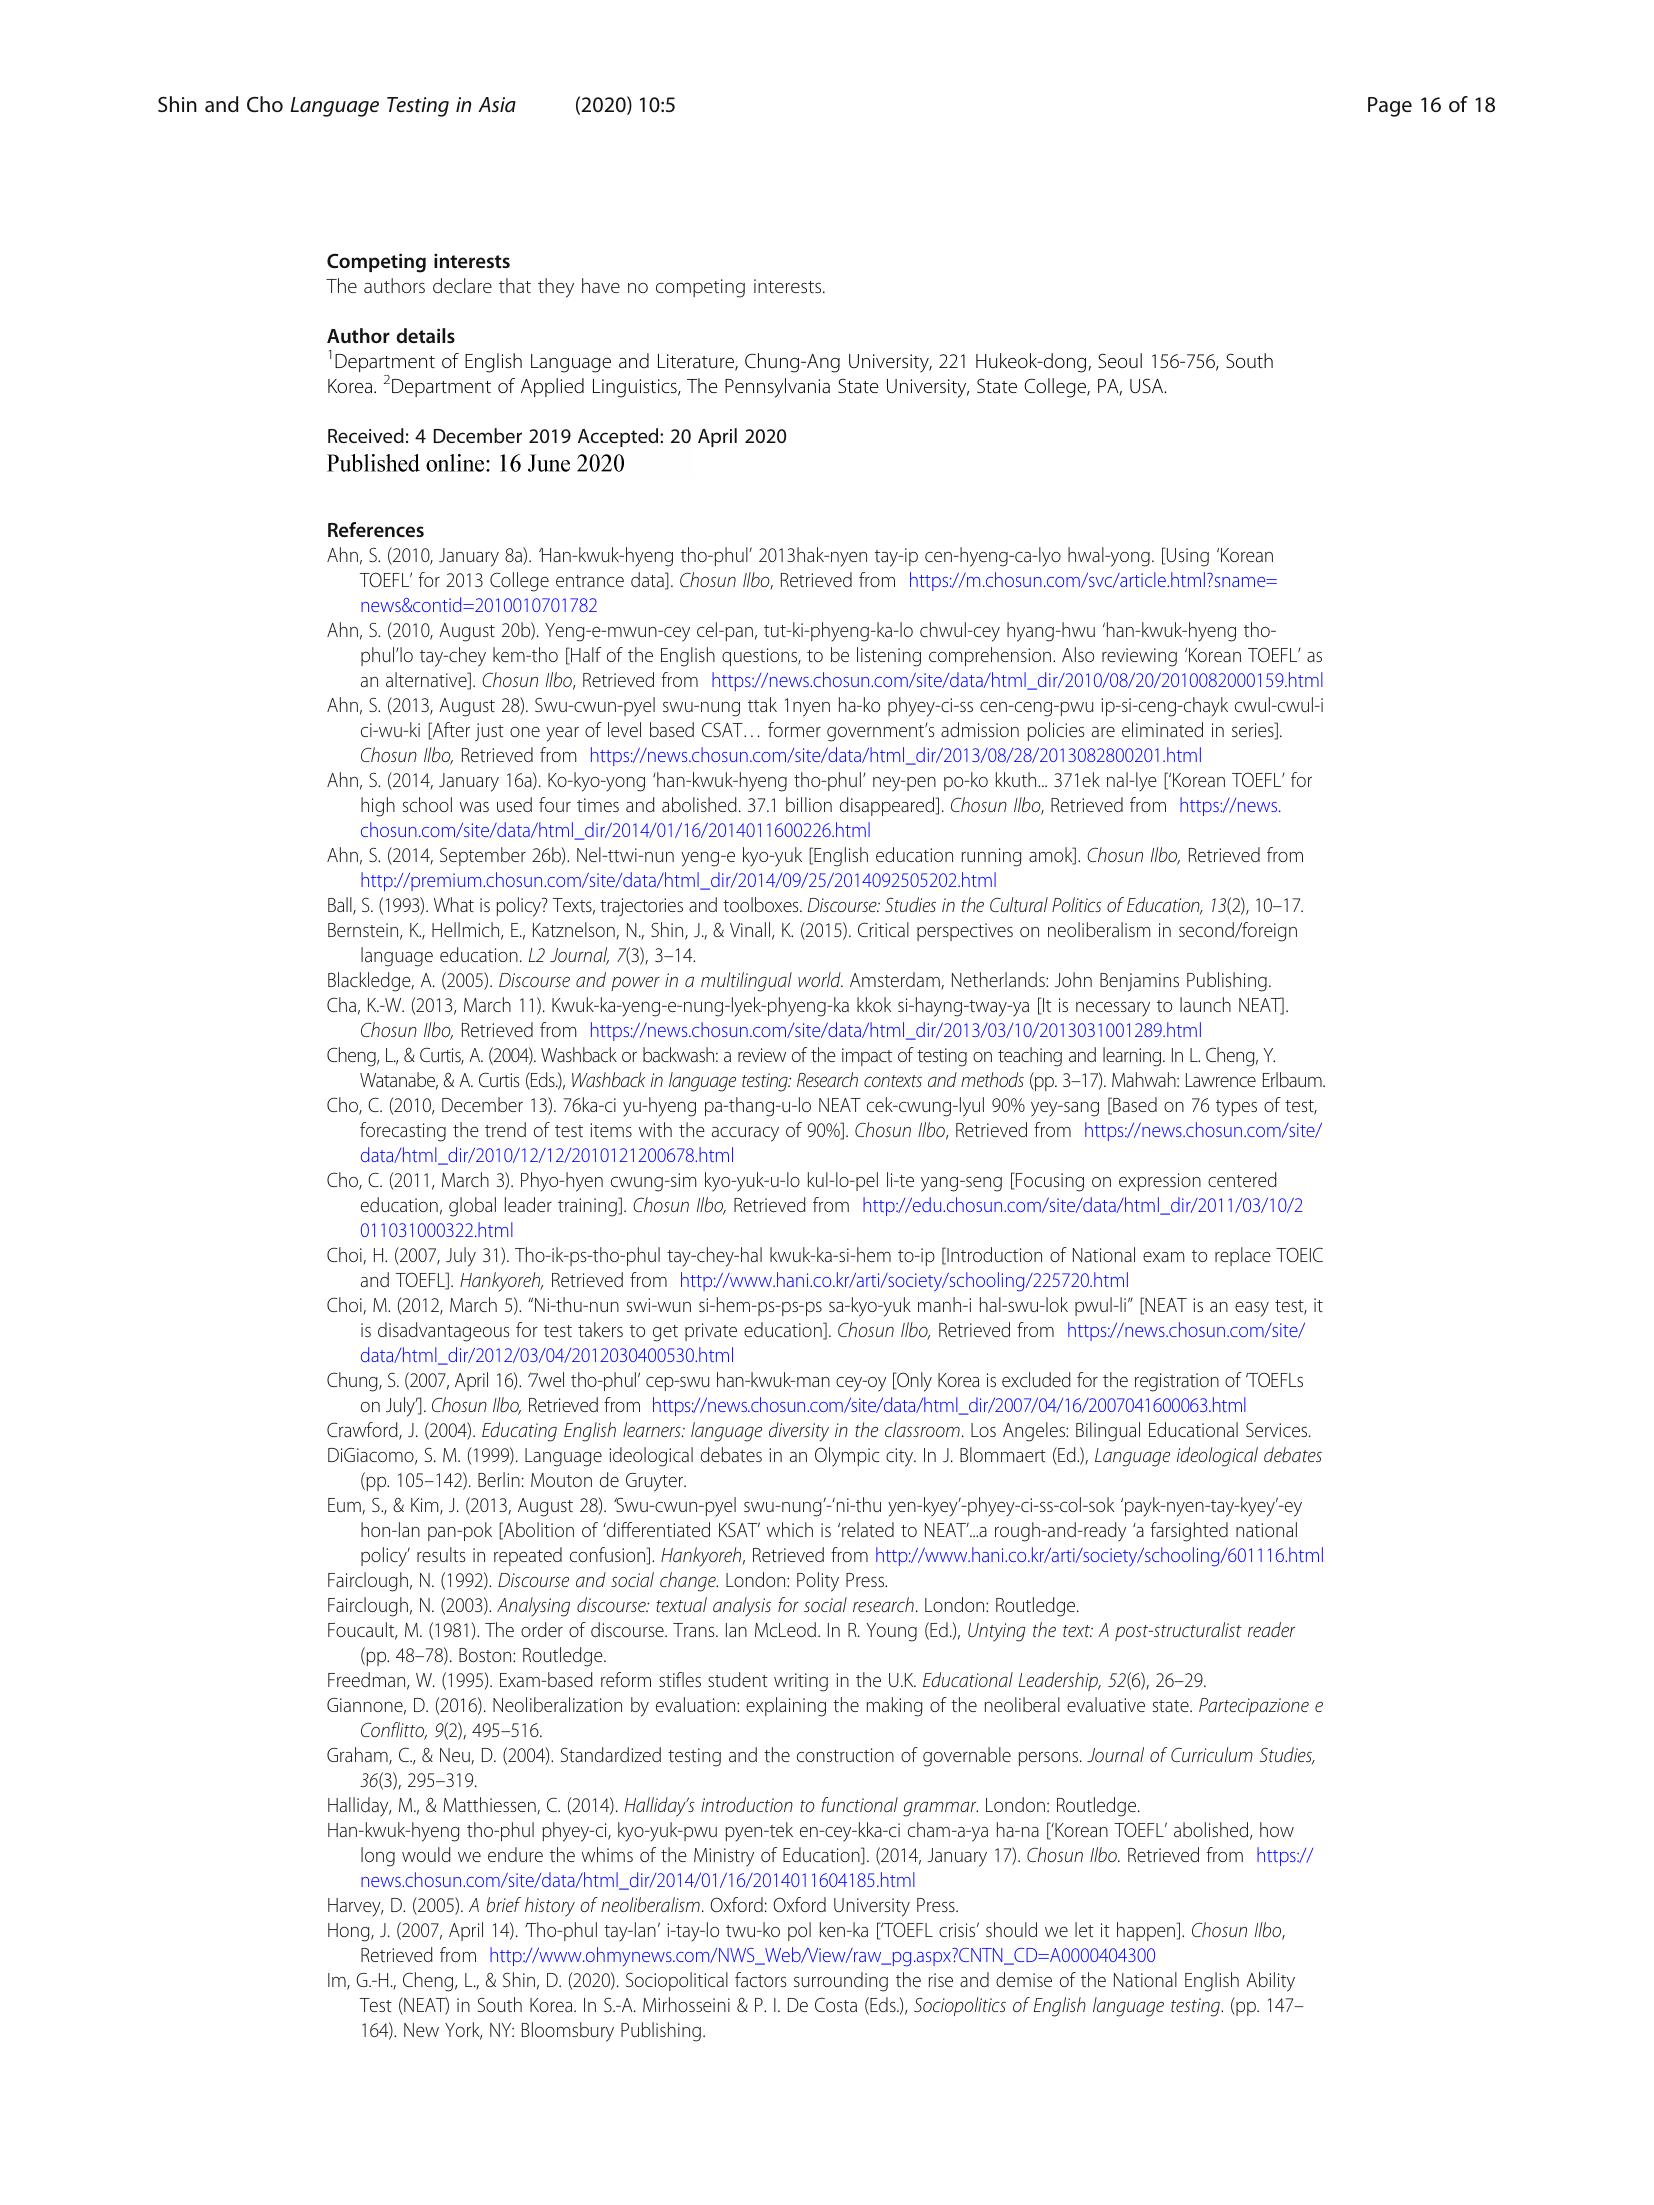 Shin and Cho Language Testing in Asia (2020) 10:5 Page 16 of 18
Competing interests
The authors declare that they have no competing interests.
Author details
1Department of English Language and Literature, Chung-Ang University, 221 Hukeok-dong, Seoul 156-756, South
Korea. 2Department of Applied Linguistics, The Pennsylvania State University, State College, PA, USA.
Received: 4 December 2019 Accepted: 20 April 2020
Published online: 16 June 2020
References
Ahn, S. (2010, January 8a). ‘Han-kwuk-hyeng tho-phul’ 2013hak-nyen tay-ip cen-hyeng-ca-lyo hwal-yong. [Using ‘Korean
TOEFL’ for 2013 College entrance data]. Chosun Ilbo, Retrieved from https://m.chosun.com/svc/article.html?sname=
news&contid=2010010701782
Ahn, S. (2010, August 20b). Yeng-e-mwun-cey cel-pan, tut-ki-phyeng-ka-lo chwul-cey hyang-hwu ‘han-kwuk-hyeng tho-
phul’lo tay-chey kem-tho [Half of the English questions, to be listening comprehension. Also reviewing ‘Korean TOEFL’ as
an alternative]. Chosun Ilbo, Retrieved from https://news.chosun.com/site/data/html_dir/2010/08/20/2010082000159.html
Ahn, S. (2013, August 28). Swu-cwun-pyel swu-nung ttak 1nyen ha-ko phyey-ci-ss cen-ceng-pwu ip-si-ceng-chayk cwul-cwul-i
ci-wu-ki [After just one year of level based CSAT… former government’s admission policies are eliminated in series].
Chosun Ilbo, Retrieved from https://news.chosun.com/site/data/html_dir/2013/08/28/2013082800201.html
Ahn, S. (2014, January 16a). Ko-kyo-yong ‘han-kwuk-hyeng tho-phul’ ney-pen po-ko kkuth... 371ek nal-lye [‘Korean TOEFL’ for
high school was used four times and abolished. 37.1 billion disappeared]. Chosun Ilbo, Retrieved from https://news.
chosun.com/site/data/html_dir/2014/01/16/2014011600226.html
Ahn, S. (2014, September 26b). Nel-ttwi-nun yeng-e kyo-yuk [English education running amok]. Chosun Ilbo, Retrieved from
http://premium.chosun.com/site/data/html_dir/2014/09/25/2014092505202.html
Ball, S. (1993). What is policy? Texts, trajectories and toolboxes. Discourse: Studies in the Cultural Politics of Education, 13(2), 10–17.
Bernstein, K., Hellmich, E., Katznelson, N., Shin, J., & Vinall, K. (2015). Critical perspectives on neoliberalism in second/foreign
language education. L2 Journal, 7(3), 3–14.
Blackledge, A. (2005). Discourse and power in a multilingual world. Amsterdam, Netherlands: John Benjamins Publishing.
Cha, K.-W. (2013, March 11). Kwuk-ka-yeng-e-nung-lyek-phyeng-ka kkok si-hayng-tway-ya [It is necessary to launch NEAT].
Chosun Ilbo, Retrieved from https://news.chosun.com/site/data/html_dir/2013/03/10/2013031001289.html
Cheng, L., & Curtis, A. (2004). Washback or backwash: a review of the impact of testing on teaching and learning. In L. Cheng, Y.
Watanabe, & A. Curtis (Eds.), Washback in language testing: Research contexts and methods (pp. 3–17). Mahwah: Lawrence Erlbaum.
Cho, C. (2010, December 13). 76ka-ci yu-hyeng pa-thang-u-lo NEAT cek-cwung-lyul 90% yey-sang [Based on 76 types of test,
forecasting the trend of test items with the accuracy of 90%]. Chosun Ilbo, Retrieved from https://news.chosun.com/site/
data/html_dir/2010/12/12/2010121200678.html
Cho, C. (2011, March 3). Phyo-hyen cwung-sim kyo-yuk-u-lo kul-lo-pel li-te yang-seng [Focusing on expression centered
education, global leader training]. Chosun Ilbo, Retrieved from http://edu.chosun.com/site/data/html_dir/2011/03/10/2
011031000322.html
Choi, H. (2007, July 31). Tho-ik-ps-tho-phul tay-chey-hal kwuk-ka-si-hem to-ip [Introduction of National exam to replace TOEIC
and TOEFL]. Hankyoreh, Retrieved from http://www.hani.co.kr/arti/society/schooling/225720.html
Choi, M. (2012, March 5). “Ni-thu-nun swi-wun si-hem-ps-ps-ps sa-kyo-yuk manh-i hal-swu-lok pwul-li” [NEAT is an easy test, it
is disadvantageous for test takers to get private education]. Chosun Ilbo, Retrieved from https://news.chosun.com/site/
data/html_dir/2012/03/04/2012030400530.html
Chung, S. (2007, April 16). ‘7wel tho-phul’ cep-swu han-kwuk-man cey-oy [Only Korea is excluded for the registration of ‘TOEFLs
on July’]. Chosun Ilbo, Retrieved from https://news.chosun.com/site/data/html_dir/2007/04/16/2007041600063.html
Crawford, J. (2004). Educating English learners: language diversity in the classroom. Los Angeles: Bilingual Educational Services.
DiGiacomo, S. M. (1999). Language ideological debates in an Olympic city. In J. Blommaert (Ed.), Language ideological debates
(pp. 105–142). Berlin: Mouton de Gruyter.
Eum, S., & Kim, J. (2013, August 28). ‘Swu-cwun-pyel swu-nung’-‘ni-thu yen-kyey’-phyey-ci-ss-col-sok ‘payk-nyen-tay-kyey’-ey
hon-lan pan-pok [Abolition of ‘differentiated KSAT’ which is ‘related to NEAT’...a rough-and-ready ‘a farsighted national
policy’ results in repeated confusion]. Hankyoreh, Retrieved from http://www.hani.co.kr/arti/society/schooling/601116.html
Fairclough, N. (1992). Discourse and social change. London: Polity Press.
Fairclough, N. (2003). Analysing discourse: textual analysis for social research. London: Routledge.
Foucault, M. (1981). The order of discourse. Trans. Ian McLeod. In R. Young (Ed.), Untying the text: A post-structuralist reader
(pp. 48–78). Boston: Routledge.
Freedman, W. (1995). Exam-based reform stifles student writing in the U.K. Educational Leadership, 52(6), 26–29.
Giannone, D. (2016). Neoliberalization by evaluation: explaining the making of the neoliberal evaluative state. Partecipazione e
Conflitto, 9(2), 495–516.
Graham, C., & Neu, D. (2004). Standardized testing and the construction of governable persons. Journal of Curriculum Studies,
36(3), 295–319.
Halliday, M., & Matthiessen, C. (2014). Halliday’s introduction to functional grammar. London: Routledge.
Han-kwuk-hyeng tho-phul phyey-ci, kyo-yuk-pwu pyen-tek en-cey-kka-ci cham-a-ya ha-na [‘Korean TOEFL’ abolished, how
long would we endure the whims of the Ministry of Education]. (2014, January 17). Chosun Ilbo. Retrieved from https://
news.chosun.com/site/data/html_dir/2014/01/16/2014011604185.html
Harvey, D. (2005). A brief history of neoliberalism. Oxford: Oxford University Press.
Hong, J. (2007, April 14). ‘Tho-phul tay-lan’ i-tay-lo twu-ko pol ken-ka [‘TOEFL crisis’ should we let it happen]. Chosun Ilbo,
Retrieved from http://www.ohmynews.com/NWS_Web/View/raw_pg.aspx?CNTN_CD=A0000404300
Im, G.-H., Cheng, L., & Shin, D. (2020). Sociopolitical factors surrounding the rise and demise of the National English Ability
Test (NEAT) in South Korea. In S.-A. Mirhosseini & P. I. De Costa (Eds.), Sociopolitics of English language testing. (pp. 147–
164). New York, NY: Bloomsbury Publishing.